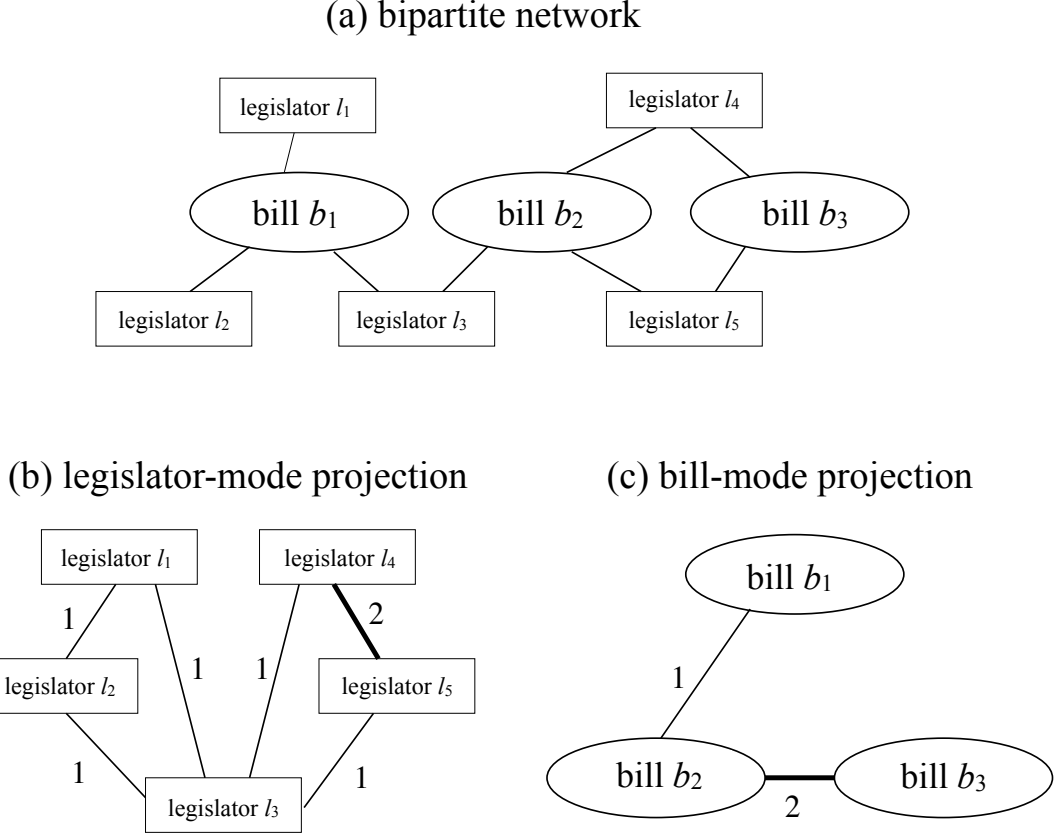 (a) bipartite network
legislator l1
legislator l4
bill b1
bill b2
bill b3
legislator l2
legislator l3
legislator l5
(b) legislator-mode projection
(c) bill-mode projection
legislator l1
legislator l4
bill b1
1
2
1
1
1
legislator l2
legislator l5
1
1
bill b2
bill b3
2
legislator l3